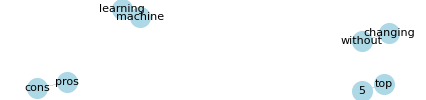 learning
machine
changing
without
pros
cons
top
5